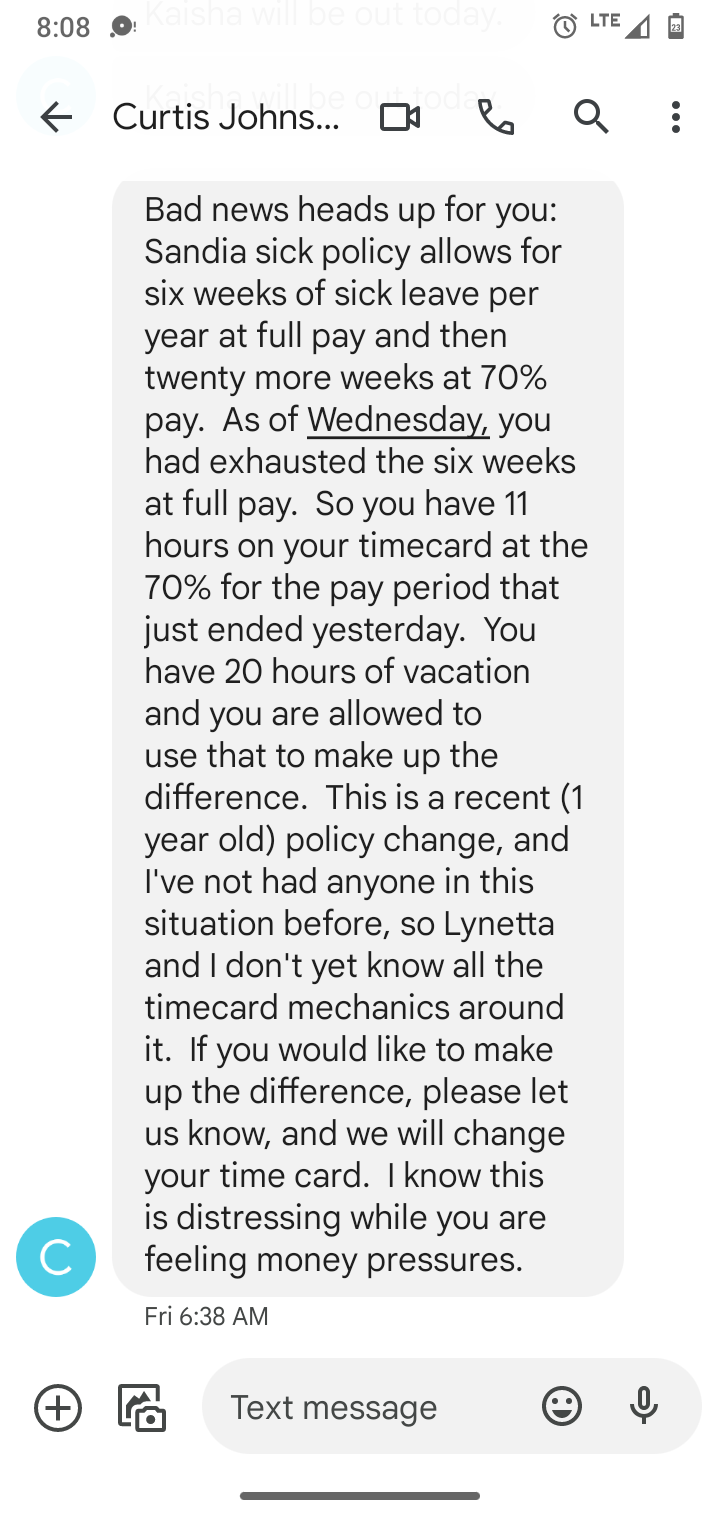 Kaisha will be out today.
8:08
LTE
23
Kaisha will be out today.
Curtis Johns...
Bad news heads up for you:
Sandia sick policy allows for
six weeks of sick leave per
year at full pay and then
twenty more weeks at 70%
pay.  As of Wednesday, you
had exhausted the six weeks
at full pay.  So you have 11
hours on your timecard at the
70% for the pay period that
just ended yesterday.  You
have 20 hours of vacation
and you are allowed to
use that to make up the
difference.  This is a recent (1
year old) policy change, and
I've not had anyone in this
situation before, so Lynetta
and I don't yet know all the
timecard mechanics around
it.  If you would like to make
up the difference, please let
us know, and we will change
your time card.  I know this
is distressing while you are
feeling money pressures.
C
Fri 6:38 AM
Text message